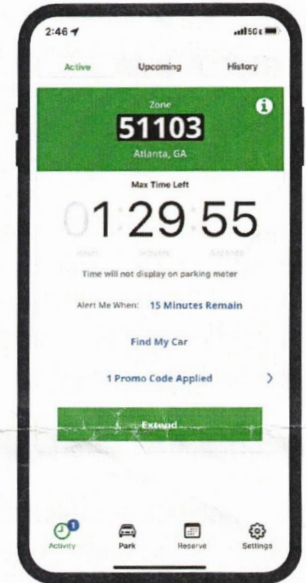 2:46
5GE
Active Upcoming History
Zone
51103
Atlanta, GA
Max Time Left
01 29 55
HOURS MINUTES SECONDS
Time will not display on parking meter
Alert Me When: 15 Minutes Remain
Find My Car
1 Promo Code Applied
Extend
1
Activity Park Reserve Settings